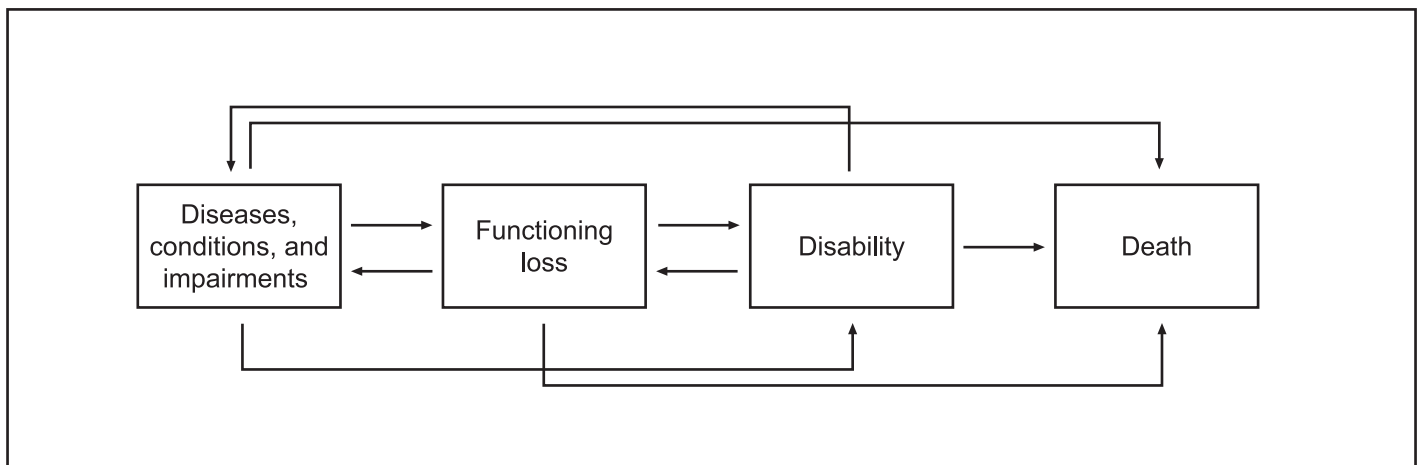 Diseases,
conditions, and
impairments
Functioning
loss
Disability
Death